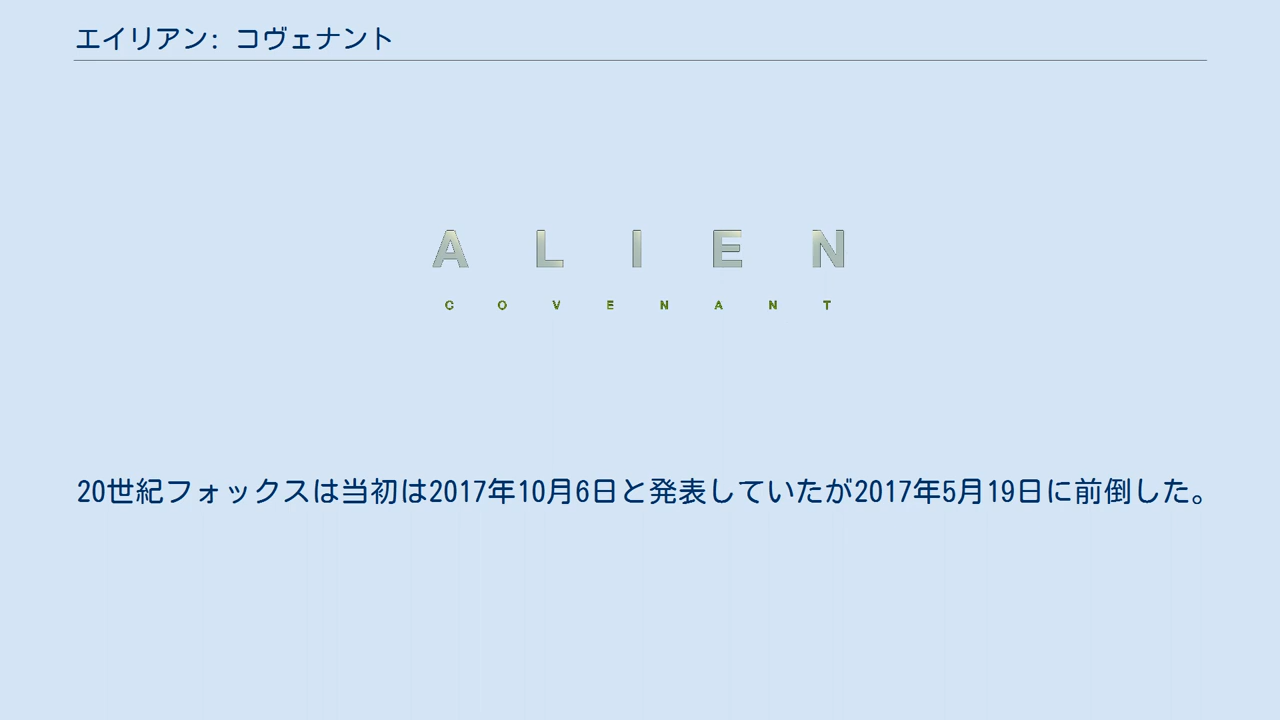 エイリアン: コヴェナント
ALIEN
COVENANT
20世紀フォックスは当初は2017年10月6日と発表していたが2017年5月19日に前倒した。